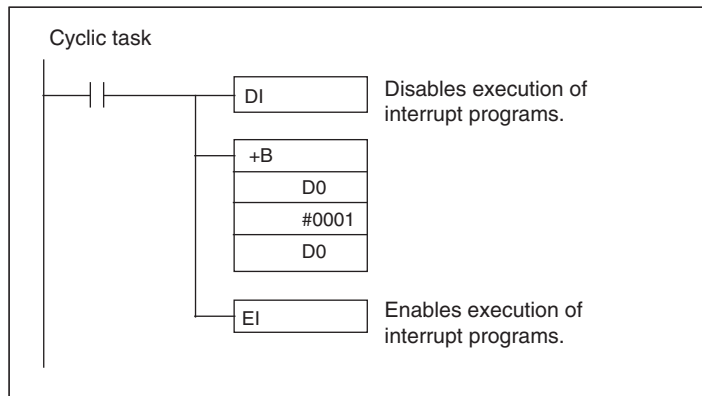 Cyclic task
DI
Disables execution of
interrupt programs.
+B
D0
#0001
D0
EI
Enables execution of
interrupt programs.